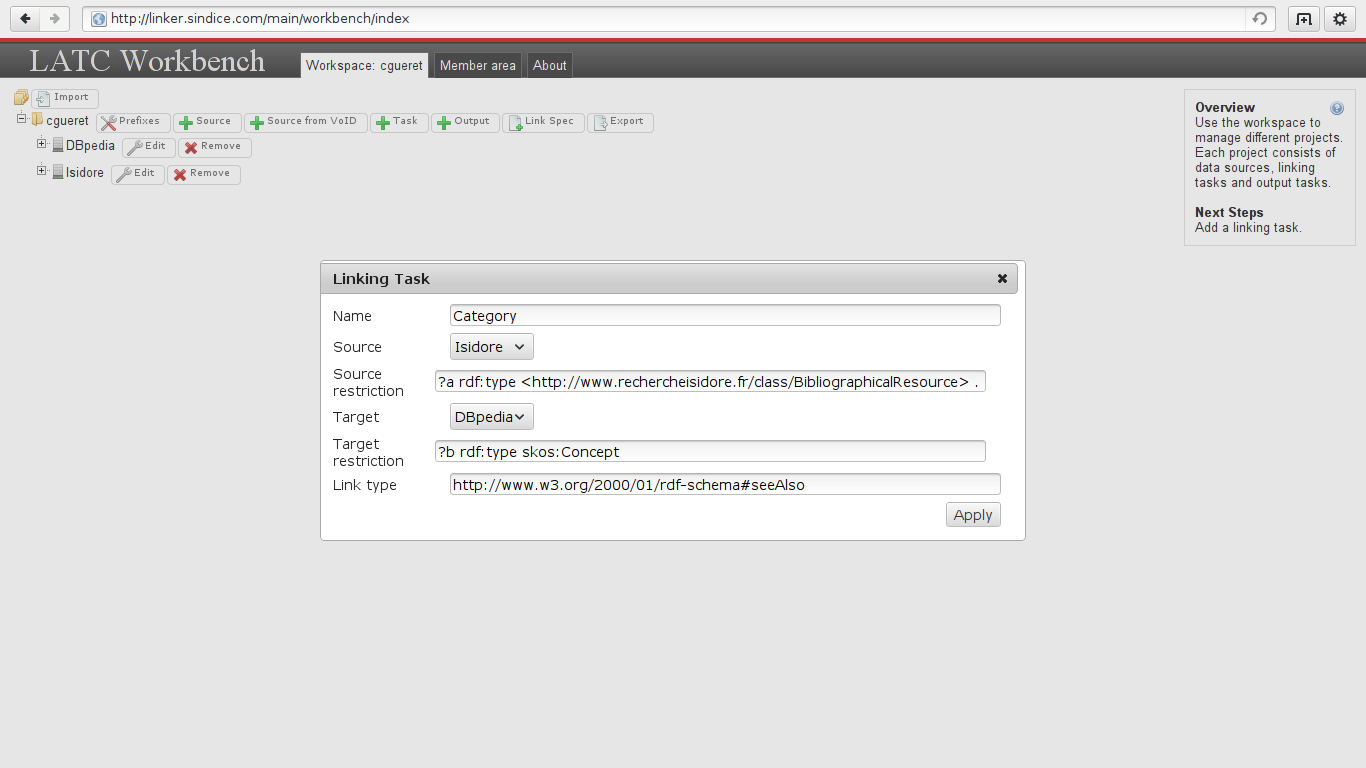 http://linker.sindice.com/main/workbench/index
LATC Workbench
Workspace: cgueret
Member area
About
Import
cgueret
Prefixes
Source
Source from VoID
Task
Output
Link Spec
Export
DBpedia
Edit
Remove
Isidore
Edit
Remove
Overview
Use the workspace to
manage different projects.
Each project consists of
data sources, linking
tasks and output tasks.
Next Steps
Add a linking task.
Linking Task
Name
Category
Source
Isidore
Source
restriction
?a rdf:type <http://www.rechercheisidore.fr/class/BibliographicalResource> .
Target
DBpedia
Target
restriction
?b rdf:type skos:Concept
Link type
http://www.w3.org/2000/01/rdf-schema#seeAlso
Apply